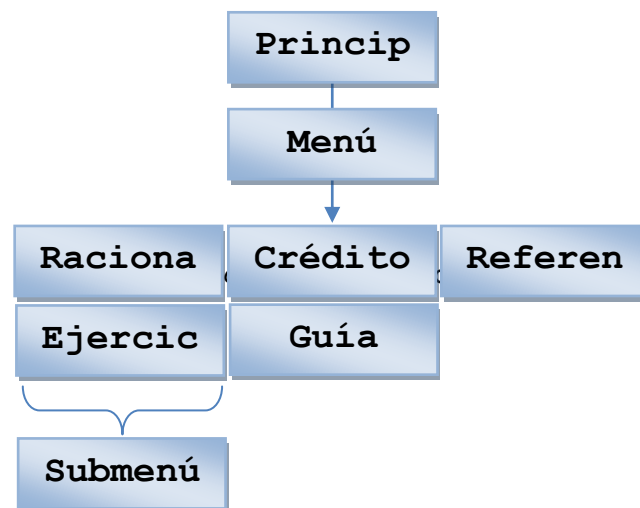 Princip
Menú
Raciona Crédito Referen
Ejercic Guía
Submenú